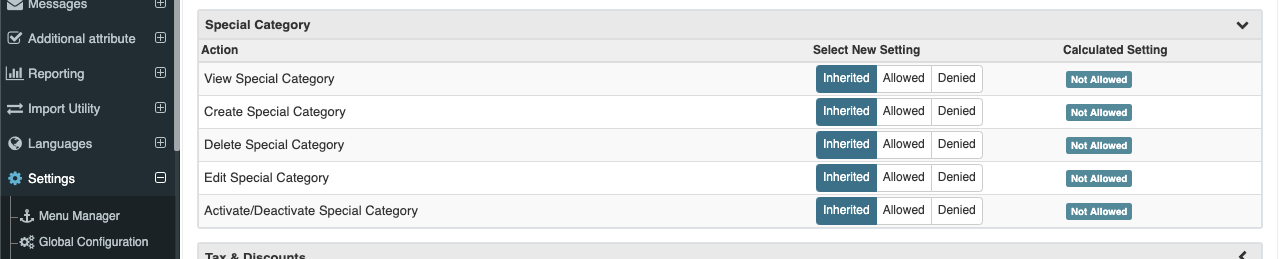 Messages
Additional attribute
Reporting
Import Utility
Languages
Settings
Menu Manager
Global Configuration
Special Category
Action Select New Setting Calculated Setting
View Special Category Inherited Allowed Denied Not Allowed
Create Special Category Inherited Allowed Denied Not Allowed
Delete Special Category Inherited Allowed Denied Not Allowed
Edit Special Category Inherited Allowed Denied Not Allowed
Activate/Deactivate Special Category Inherited Allowed Denied Not Allowed
Tax & Discounts